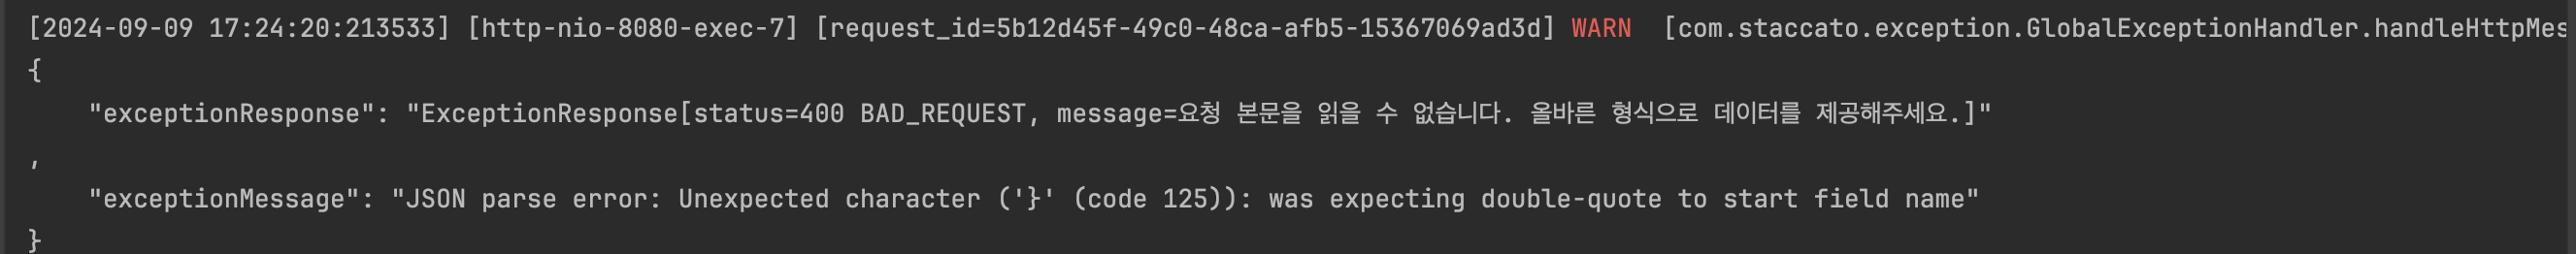 [2024-09-09 17:24:20:213533] [http-nio-8080-exec-7] [request_id=5b12d45f-49c0-48ca-afb5-15367069ad3d] WARN  [com.staccato.exception.GlobalExceptionHandler.handleHttpMes
{
    "exceptionResponse": "ExceptionResponse[status=400 BAD_REQUEST, message=요청 본문을 읽을 수 없습니다. 올바른 형식으로 데이터를 제공해주세요.]"
,
    "exceptionMessage": "JSON parse error: Unexpected character ('}' (code 125)): was expecting double-quote to start field name"
}